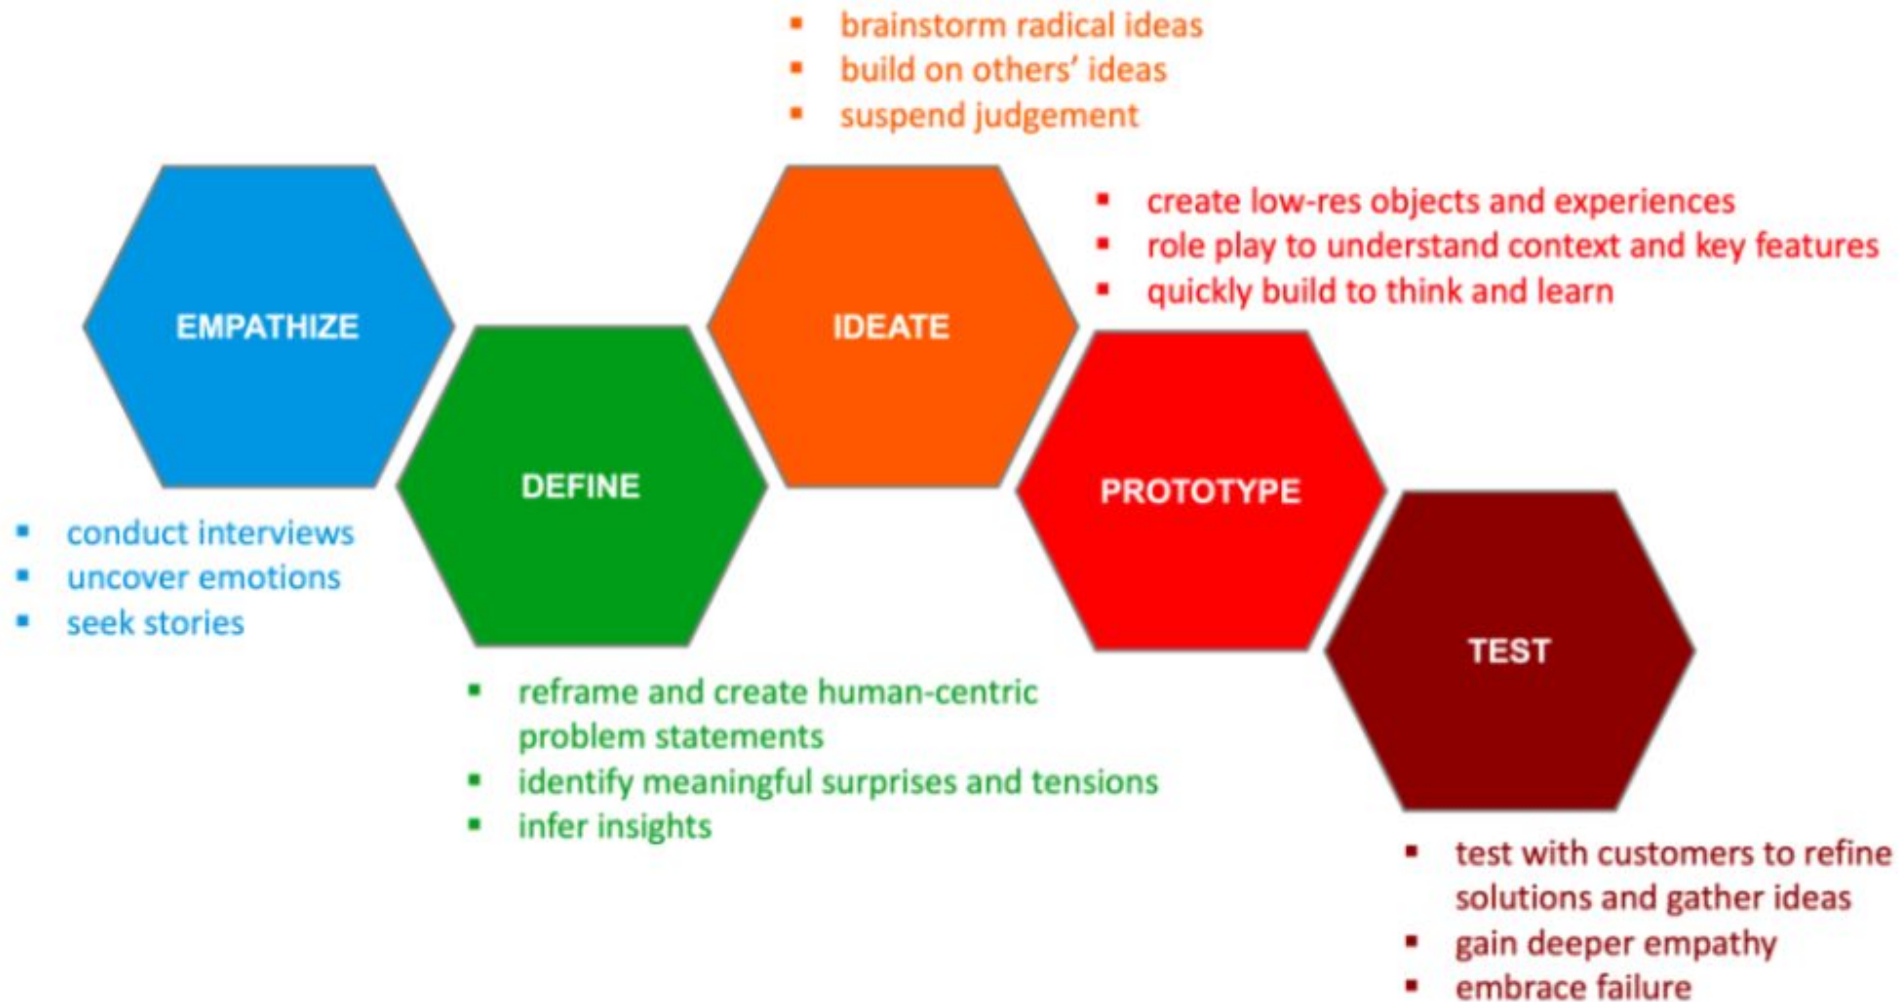 EMPATHIZE
▪ conduct interviews
▪ uncover emotions
▪ seek stories
DEFINE
▪ reframe and create human-centric
problem statements
▪ identify meaningful surprises and tensions
▪ infer insights
▪ brainstorm radical ideas
▪ build on others’ ideas
▪ suspend judgement
IDEATE
▪ create low-res objects and experiences
▪ role play to understand context and key features
▪ quickly build to think and learn
PROTOTYPE
TEST
▪ test with customers to refine
solutions and gather ideas
▪ gain deeper empathy
▪ embrace failure